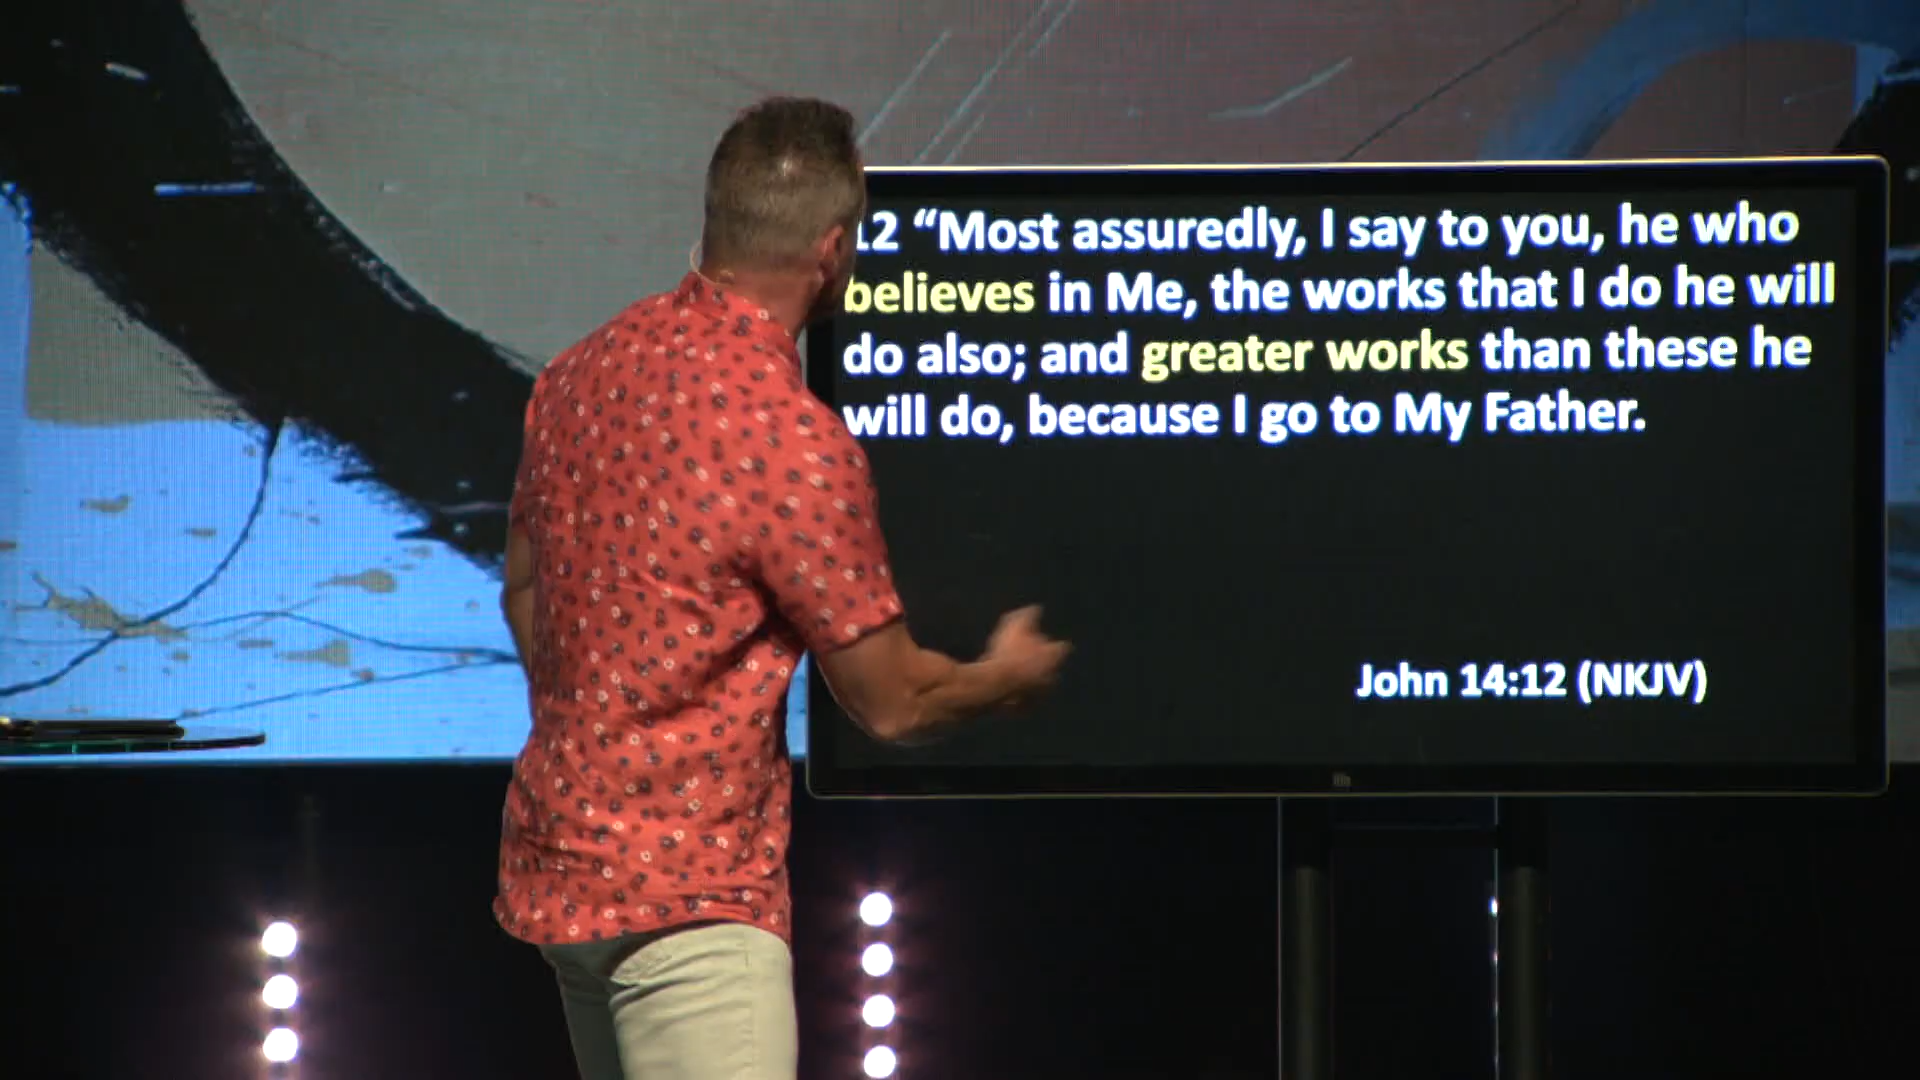 12 “Most assuredly, I say to you, he who
believes in Me, the works that I do he will
do also; and greater works than these he
will do, because I go to My Father.
John 14:12 (NKJV)